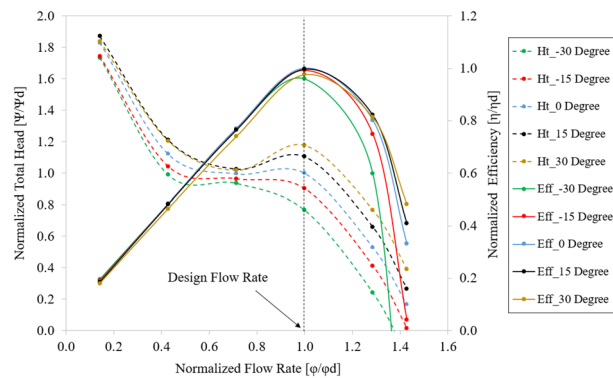 2.0
1.8
1.6
1.4
1.2
1.0
0.8
0.6
0.4
0.2
0.0
Normalized Total Head [Ψ/Ψd]
0.0 0.2 0.4 0.6 0.8 1.0 1.2 1.4 1.6
Normalized Flow Rate [φ/φd]
Design Flow Rate
1.2
1.0
0.8
0.6
0.4
0.2
0.0
Normalized Efficiency [η/ηd]
Ht_-30 Degree
Ht_-15 Degree
Ht_0 Degree
Ht_15 Degree
Ht_30 Degree
Eff_-30 Degree
Eff_-15 Degree
Eff_0 Degree
Eff_15 Degree
Eff_30 Degree